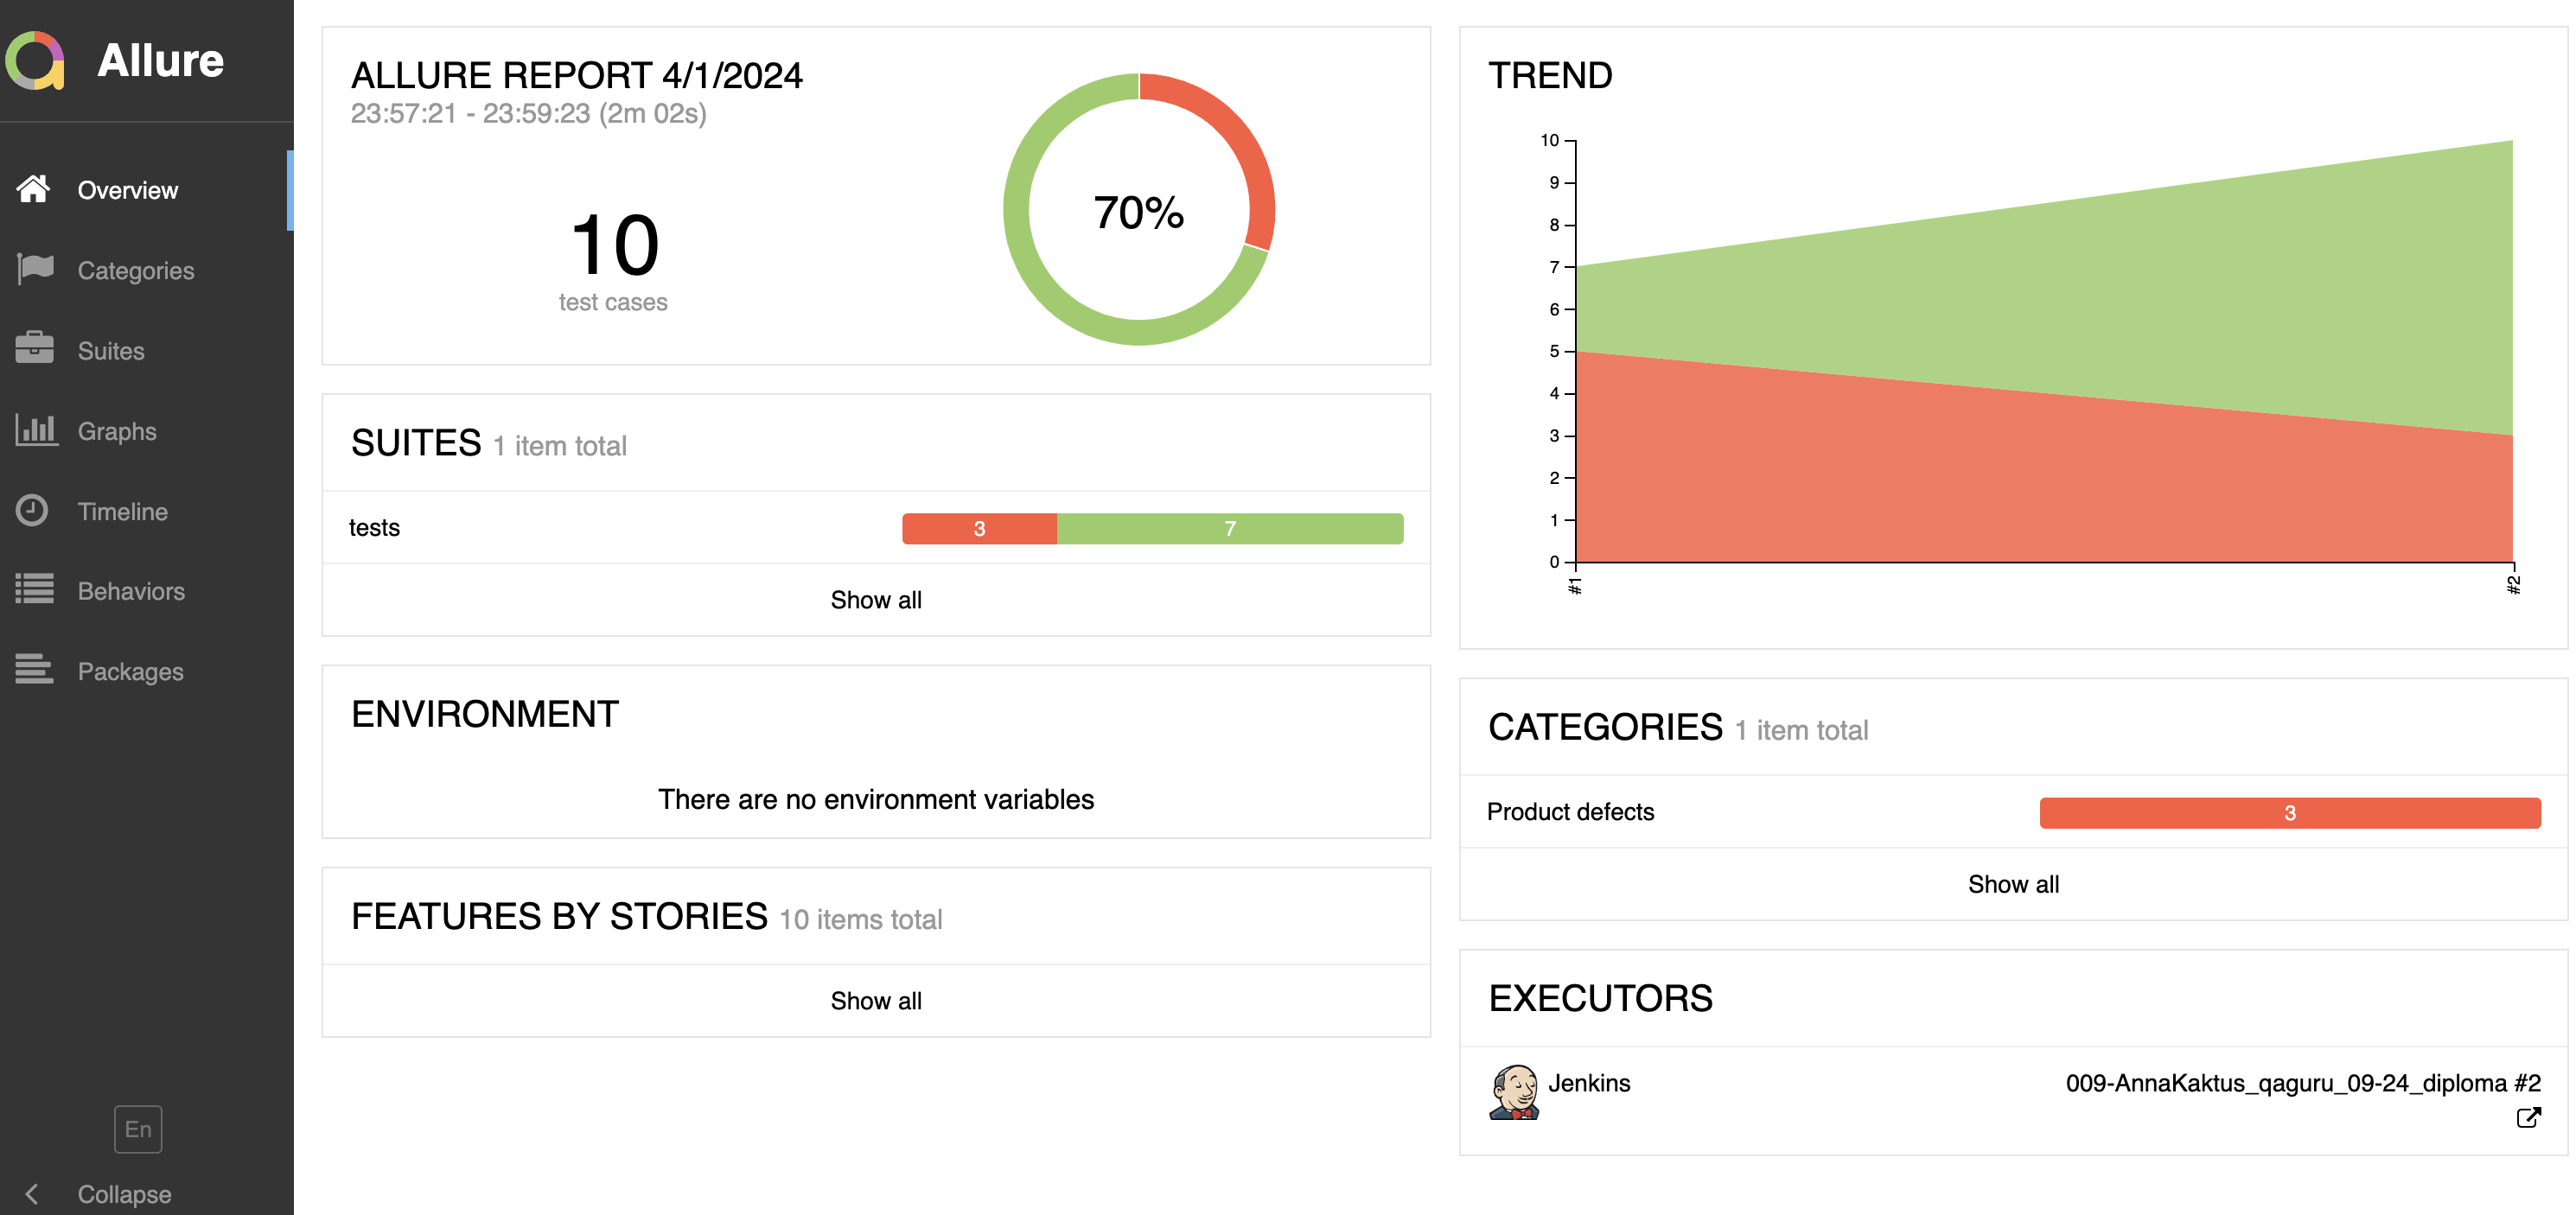 Allure
Overview
Categories
Suites
Graphs
Timeline
Behaviors
Packages
En
Collapse
ALLURE REPORT 4/1/2024
23:57:21 - 23:59:23 (2m 02s)
10
test cases
70%
SUITES 1 item total
tests 3 7
Show all
ENVIRONMENT
There are no environment variables
FEATURES BY STORIES 10 items total
Show all
TREND
10
9
8
7
6
5
4
3
2
1
0
#1 #2
CATEGORIES 1 item total
Product defects 3
Show all
EXECUTORS
Jenkins 009-AnnaKaktus_qaguru_09-24_diploma #2